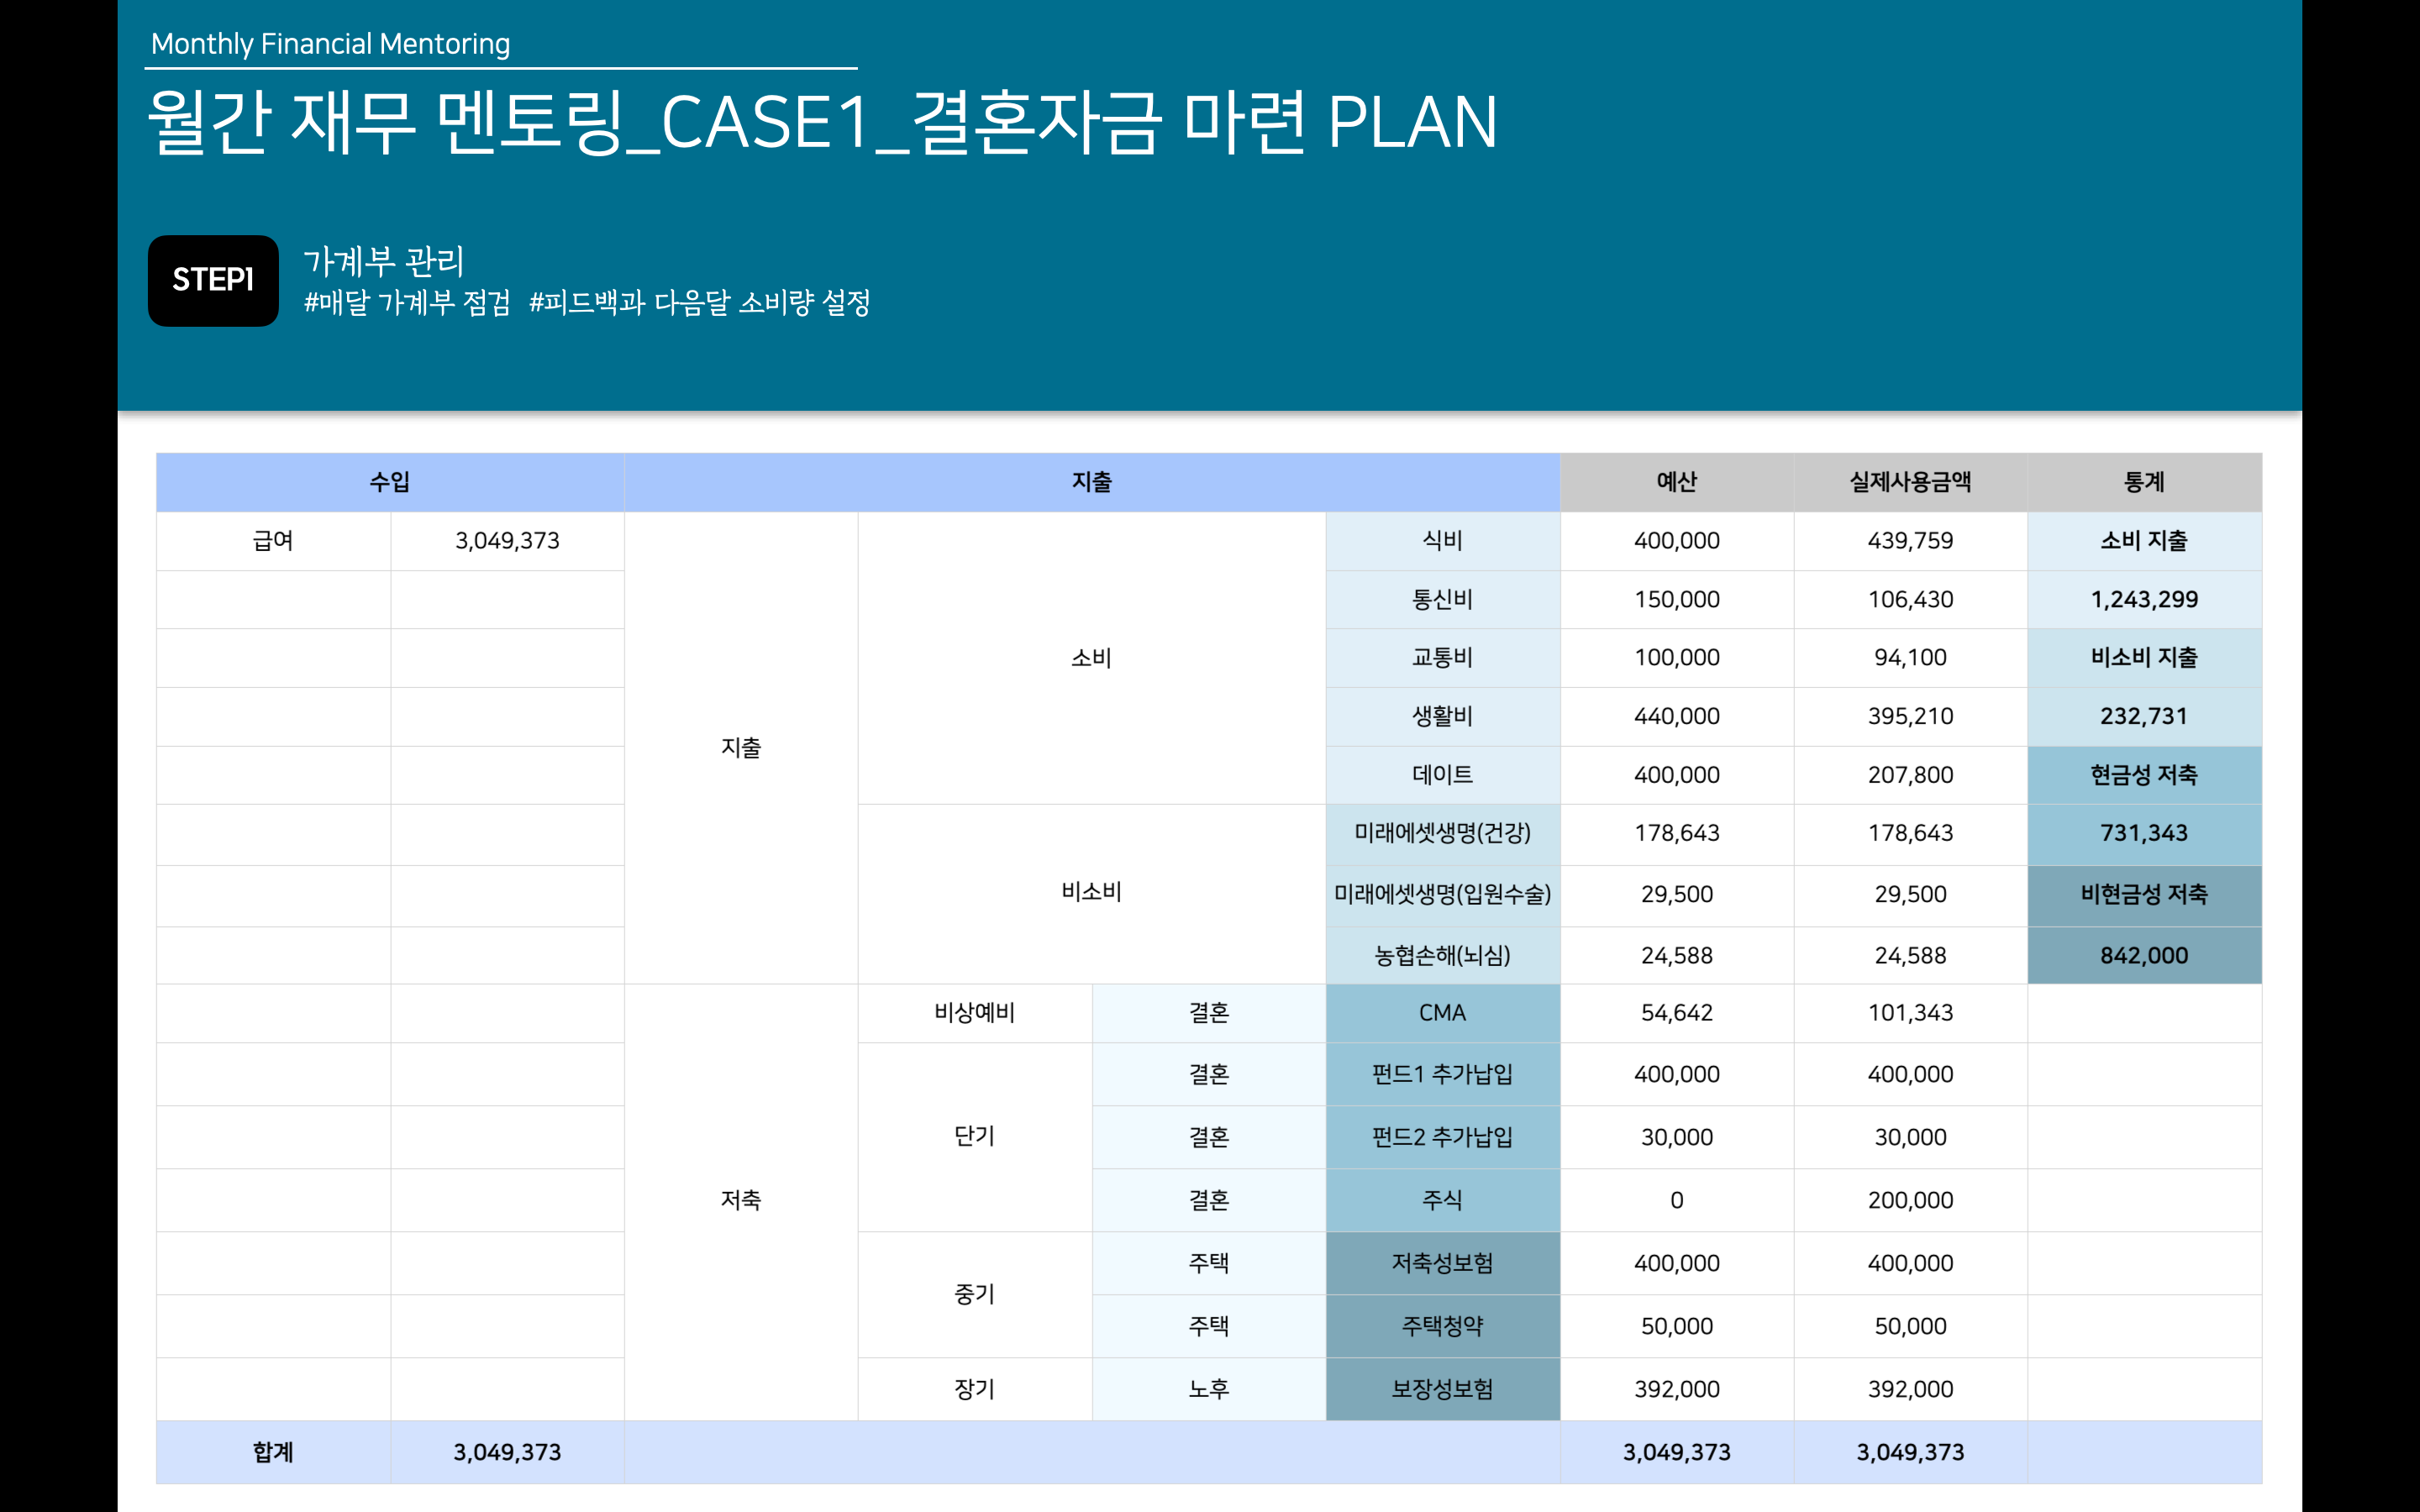 Monthly Financial Mentoring
월간 재무 멘토링_CASE1_결혼자금 마련 PLAN
STEP1
가계부 관리
#매달 가계부 점검 #피드백과 다음달 소비량 설정
수입 지출 예산 실제사용금액 통계
급여 3,049,373 지출 소비 식비 400,000 439,759 소비 지출
통신비 150,000 106,430 1,243,299
교통비 100,000 94,100 비소비 지출
생활비 440,000 395,210 232,731
데이트 400,000 207,800 현금성 저축
비소비 미래에셋생명(건강) 178,643 178,643 731,343
미래에셋생명(입원수술) 29,500 29,500 비현금성 저축
농협손해(뇌심) 24,588 24,588 842,000
저축 비상예비 결혼 CMA 54,642 101,343
단기 결혼 펀드1 추가납입 400,000 400,000
결혼 펀드2 추가납입 30,000 30,000
결혼 주식 0 200,000
중기 주택 저축성보험 400,000 400,000
주택 주택청약 50,000 50,000
장기 노후 보장성보험 392,000 392,000
합계 3,049,373 3,049,373 3,049,373